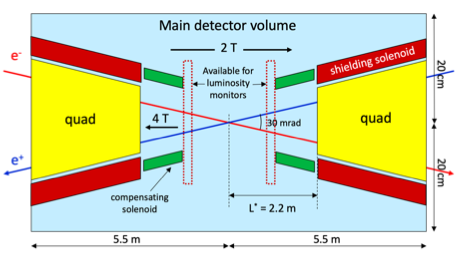 Main detector volume
2 T
e-
shielding solenoid
20 cm
Available for
luminosity
monitors
quad
4 T
30 mrad
quad
e+
20 cm
compensating
solenoid
L* = 2.2 m
5.5 m
5.5 m